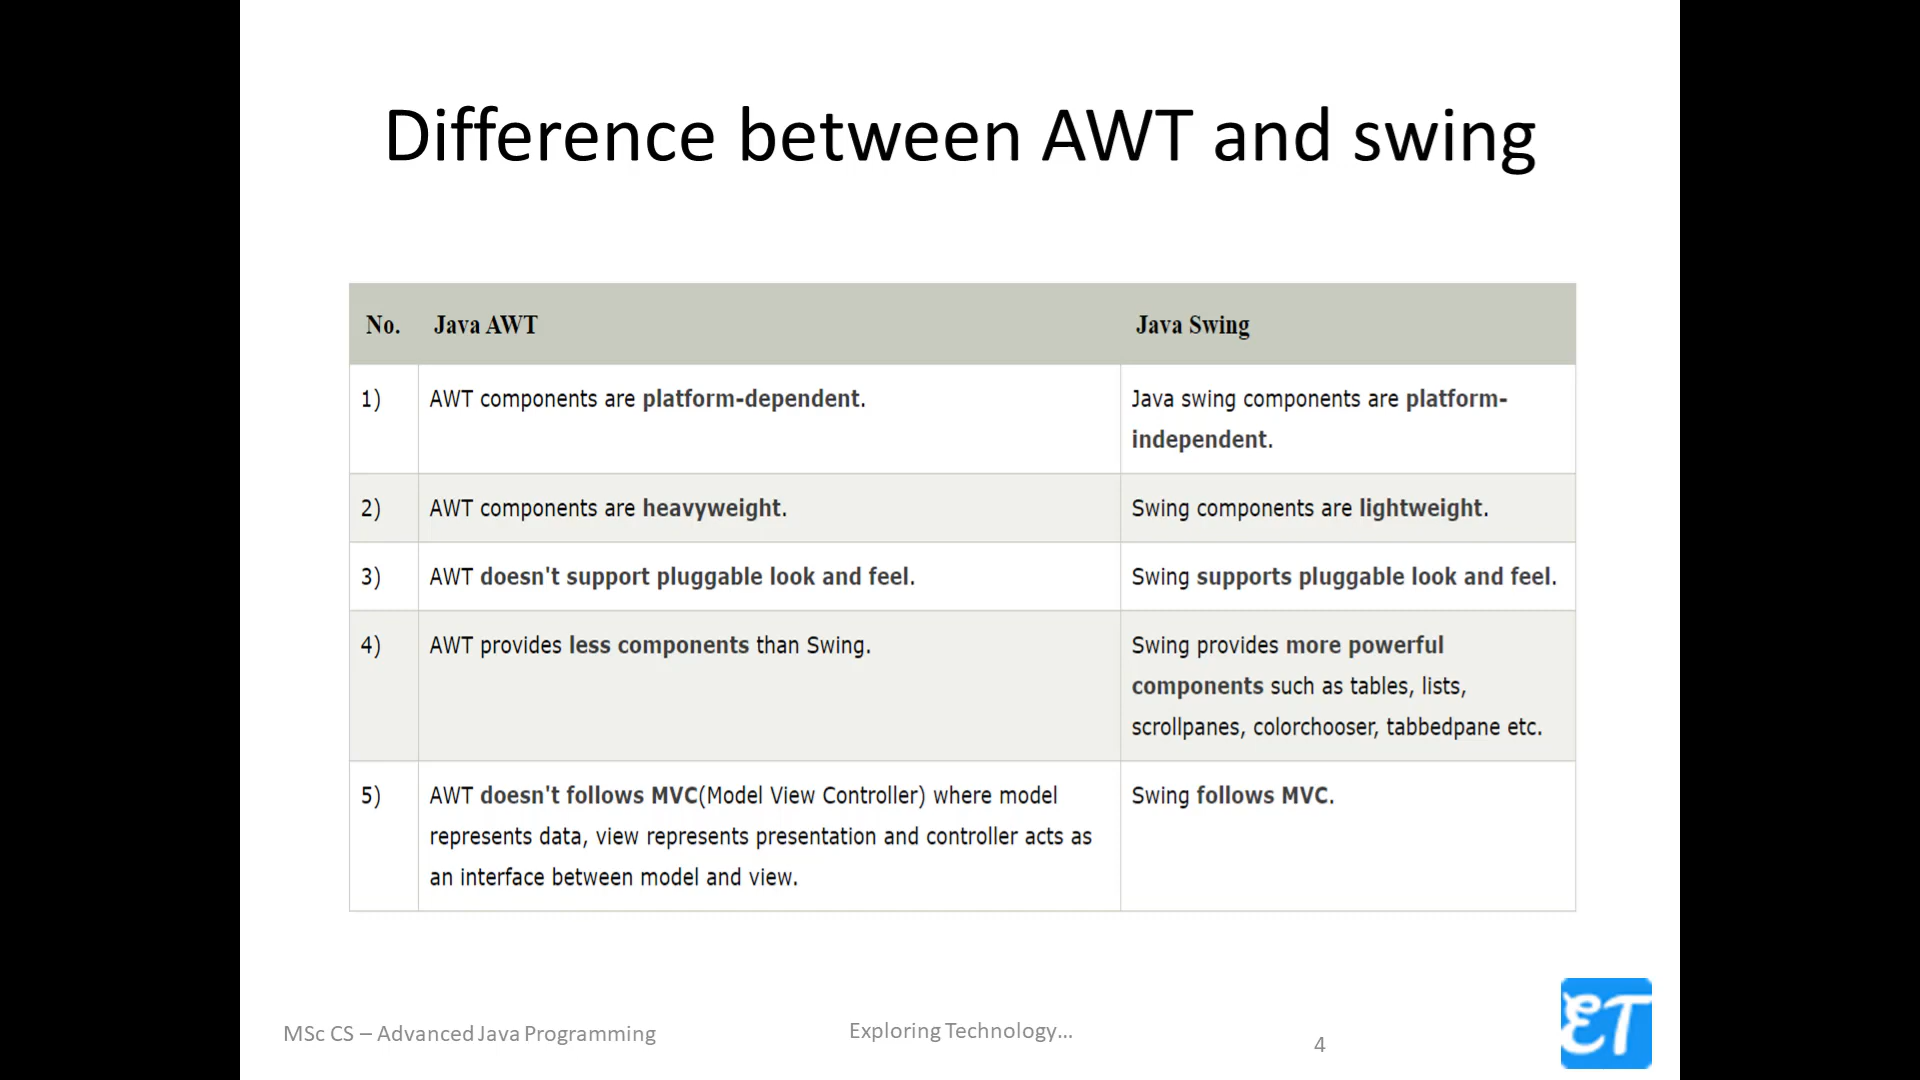 Difference between AWT and swing
No. Java AWT Java Swing
1) AWT components are platform-dependent. Java swing components are platform-
independent.
2) AWT components are heavyweight. Swing components are lightweight.
3) AWT doesn't support pluggable look and feel. Swing supports pluggable look and feel.
4) AWT provides less components than Swing. Swing provides more powerful
components such as tables, lists,
scrollpanes, colorchooser, tabbedpane etc.
5) AWT doesn't follows MVC(Model View Controller) where model Swing follows MVC.
represents data, view represents presentation and controller acts as
an interface between model and view.
MSc CS – Advanced Java Programming
Exploring Technology...
4
ET